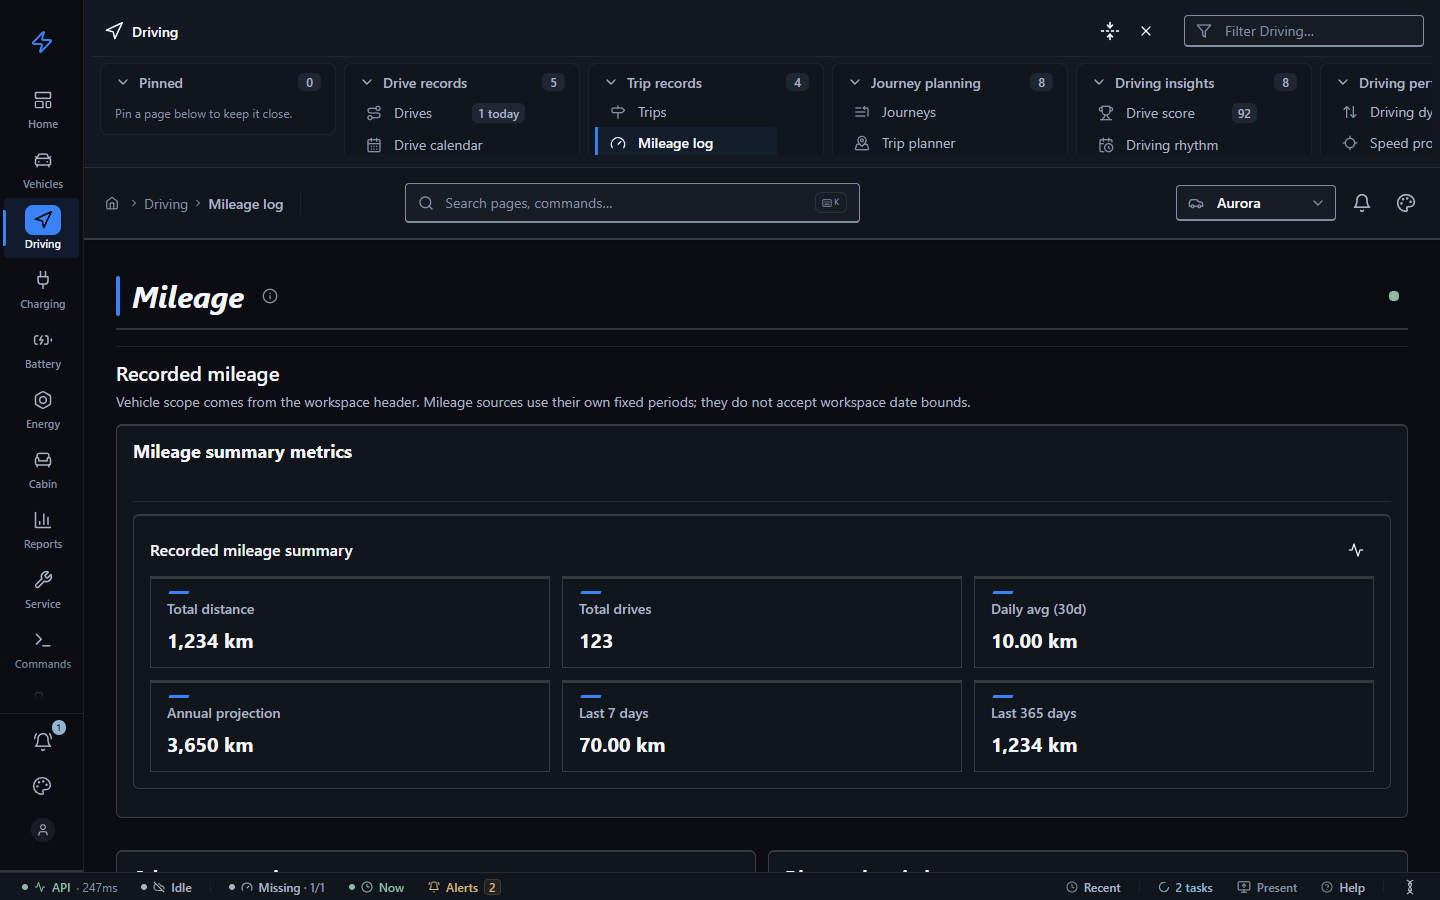 Driving
Filter Driving...
Pinned 0
Pin a page below to keep it close.
Drive records 5
Drives 1 today
Drive calendar
Trip records 4
Trips
Mileage log
Journey planning 8
Journeys
Trip planner
Driving insights 8
Drive score 92
Driving rhythm
Driving per
Driving dy
Speed pro
Home
Vehicles
Driving
Charging
Battery
Energy
Cabin
Reports
Service
Commands
1
Driving Mileage log
Search pages, commands... K
Aurora
Mileage
Recorded mileage
Vehicle scope comes from the workspace header. Mileage sources use their own fixed periods; they do not accept workspace date bounds.
Mileage summary metrics
Recorded mileage summary
Total distance
1,234 km
Total drives
123
Daily avg (30d)
10.00 km
Annual projection
3,650 km
Last 7 days
70.00 km
Last 365 days
1,234 km
API · 247ms Idle Missing · 1/1 Now Alerts 2 Recent 2 tasks Present Help